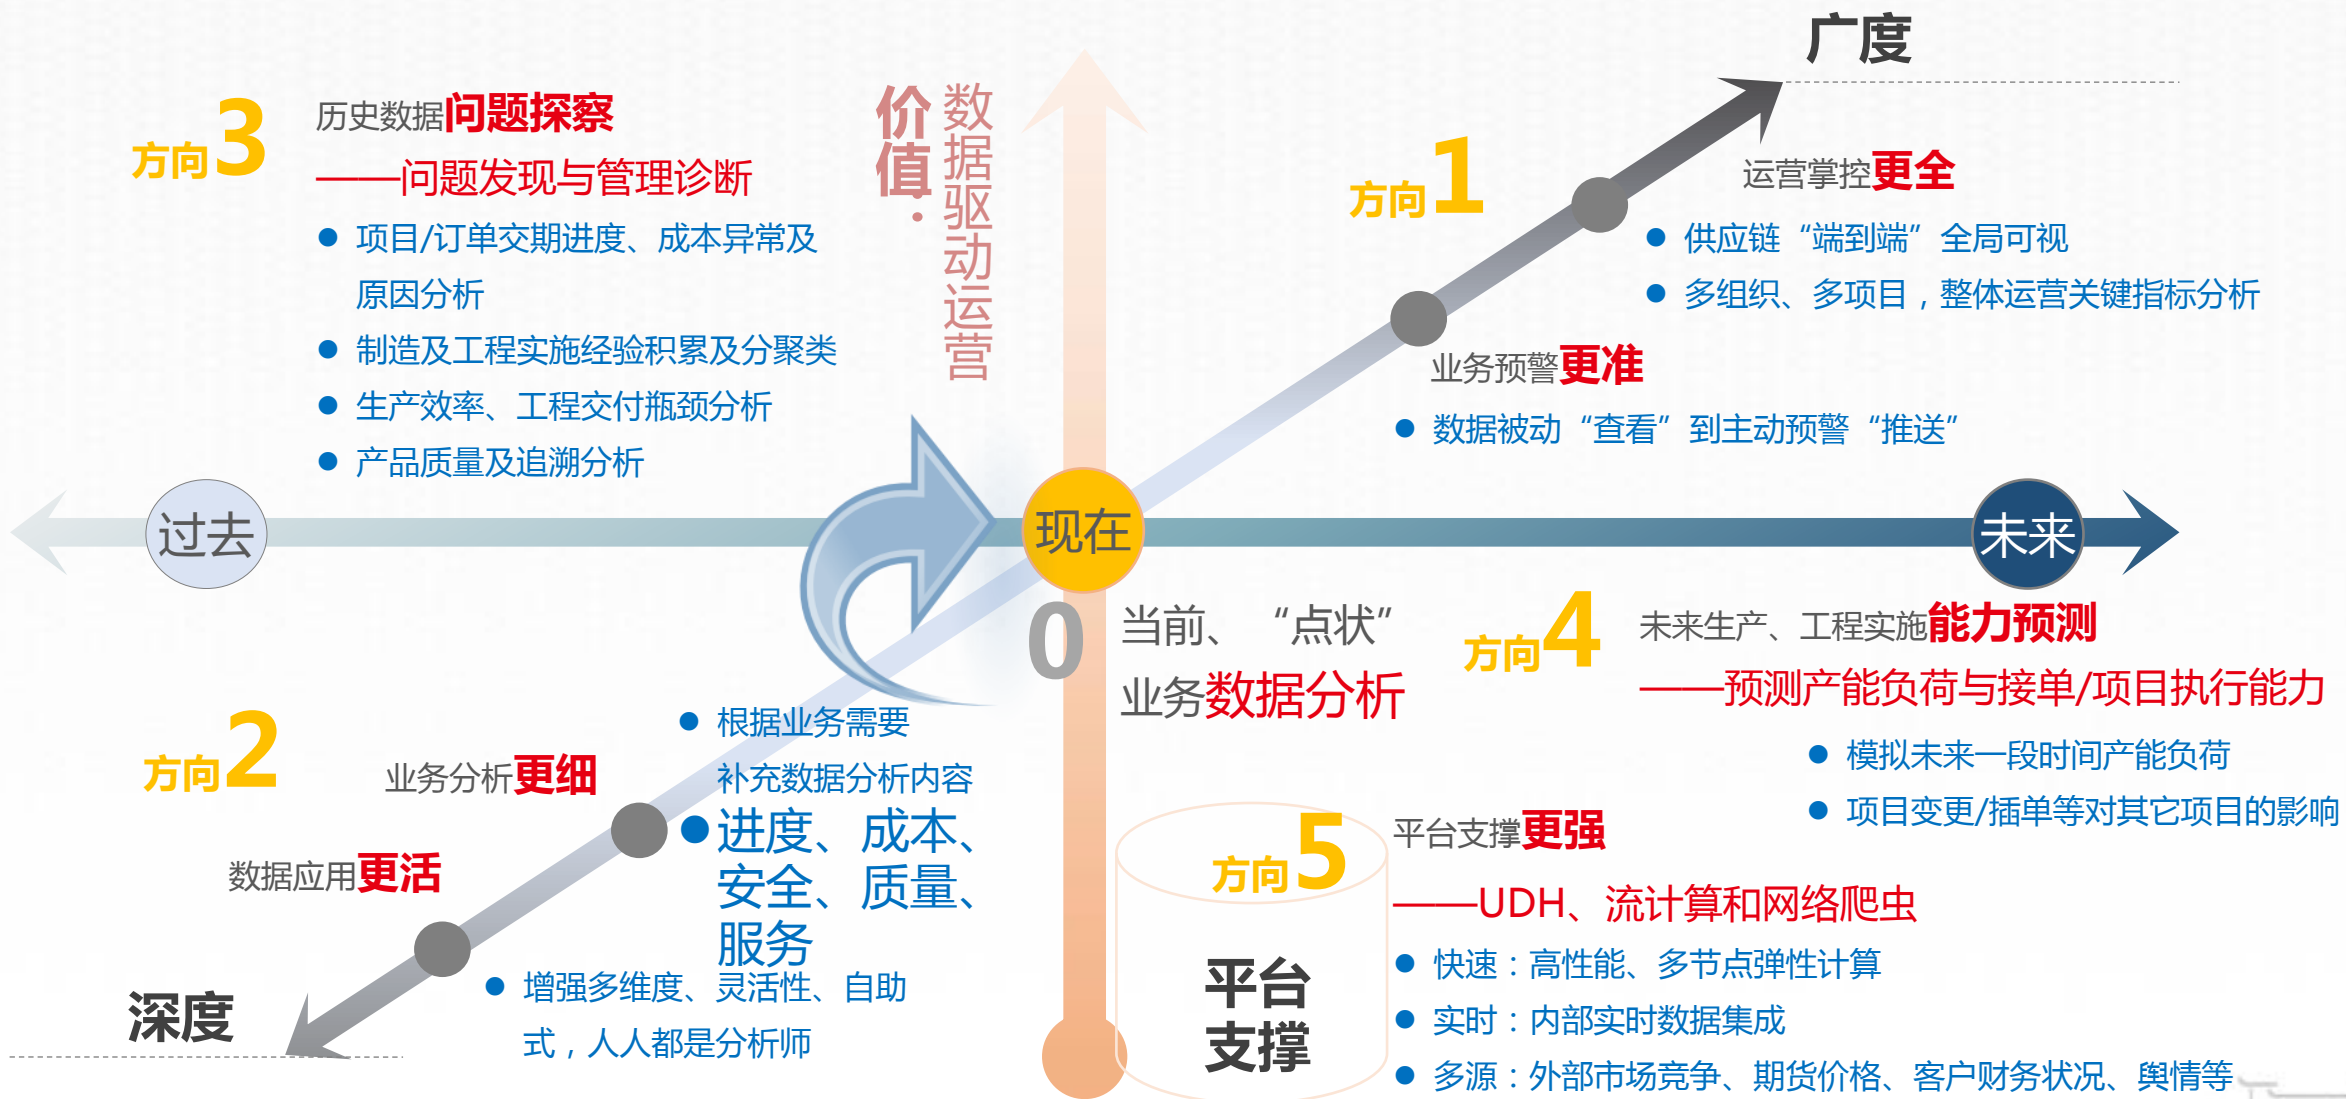 广度
方向3
历史数据问题探察
——问题发现与管理诊断
项目/订单交期进度、成本异常及
原因分析
制造及工程实施经验积累及分聚类
生产效率、工程交付瓶颈分析
产品质量及追溯分析
价值：
数据驱动运营
方向1
运营掌控更全
供应链“端到端”全局可视
多组织、多项目，整体运营关键指标分析
业务预警更准
数据被动“查看”到主动预警“推送”
过去
现在
未来
0
当前、“点状”
业务数据分析
方向4
未来生产、工程实施能力预测
——预测产能负荷与接单/项目执行能力
模拟未来一段时间产能负荷
项目变更/插单等对其它项目的影响
方向2
业务分析更细
根据业务需要
补充数据分析内容
进度、成本、
安全、质量、
服务
数据应用更活
增强多维度、灵活性、自助
式，人人都是分析师
深度
方向5
平台
支撑
平台支撑更强
——UDH、流计算和网络爬虫
快速：高性能、多节点弹性计算
实时：内部实时数据集成
多源：外部市场竞争、期货价格、客户财务状况、舆情等